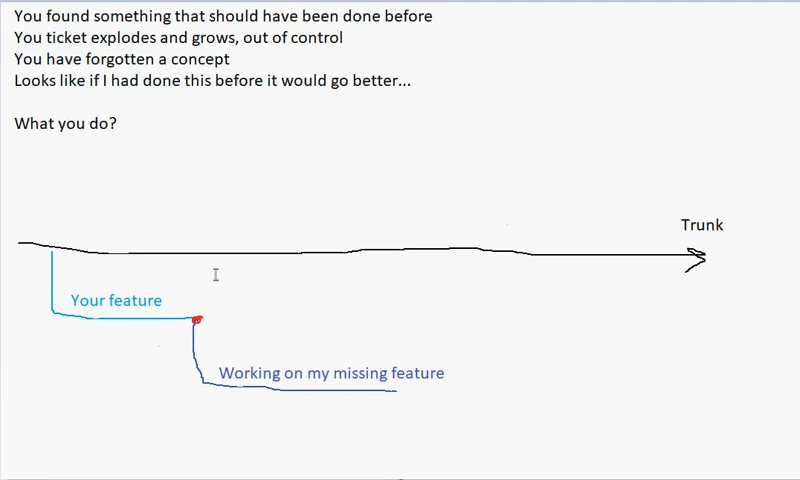 You found something that should have been done before
You ticket explodes and grows, out of control
You have forgotten a concept
Looks like if I had done this before it would go better...
What you do?
Trunk
Your feature
Working on my missing feature